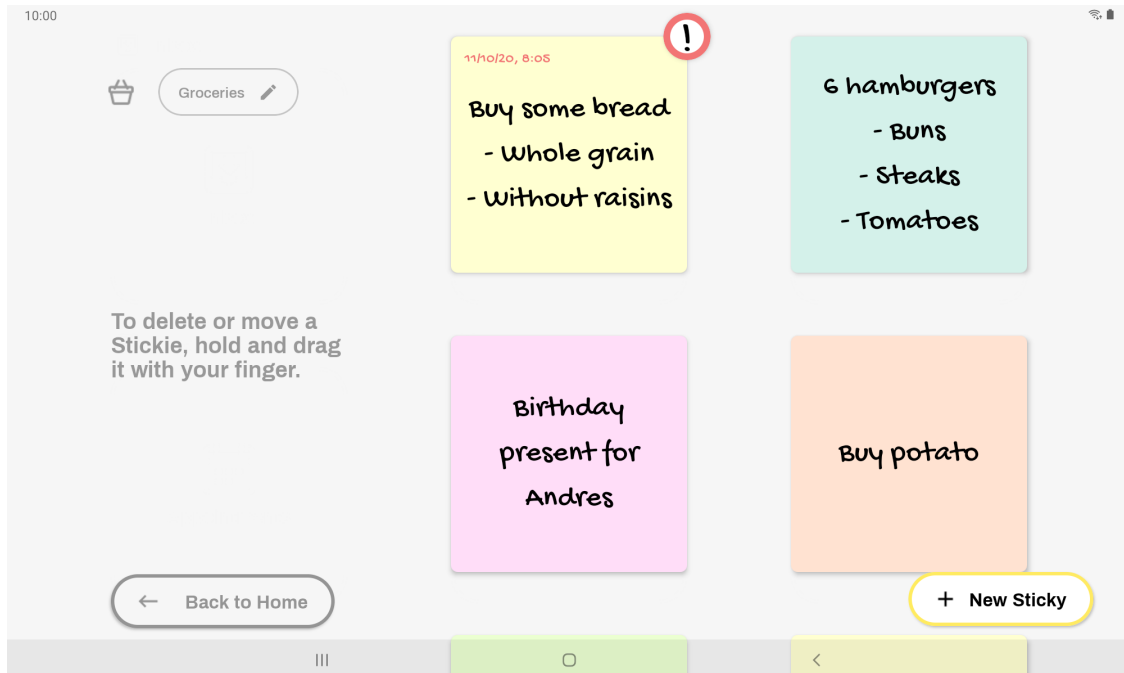 10:00
Groceries
To delete or move a
Stickie, hold and drag
it with your finger.
Back to Home
11/10/20, 8:05
!
Buy some bread
- Whole grain
- Without raisins
6 hamburgers
- Buns
- Steaks
- Tomatoes
Birthday
present for
Andres
Buy potato
+ New Sticky